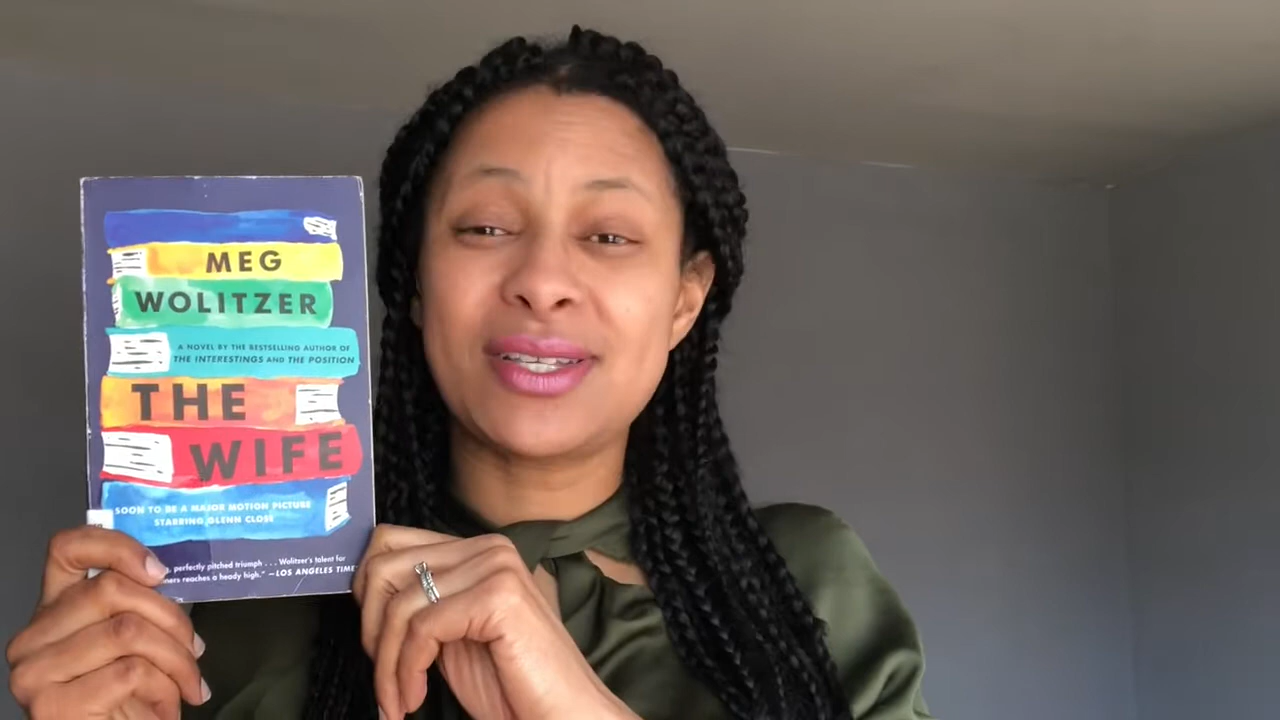 MEG
WOLITZER
A NOVEL BY THE BESTSELLING AUTHOR OF
THE INTERESTINGS AND THE POSITION
THE
WIFE
SOON TO BE A MAJOR MOTION PICTURE
STARRING GLENN CLOSE
perfectly pitched triumph . . . Wolitzer's talent for
reaches a heady high." —LOS ANGELES TIME